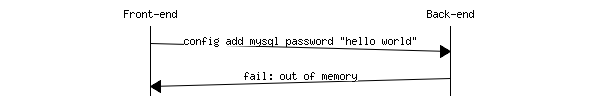 Front-end Back-end
config add mysql password "hello world"
fail: out of memory